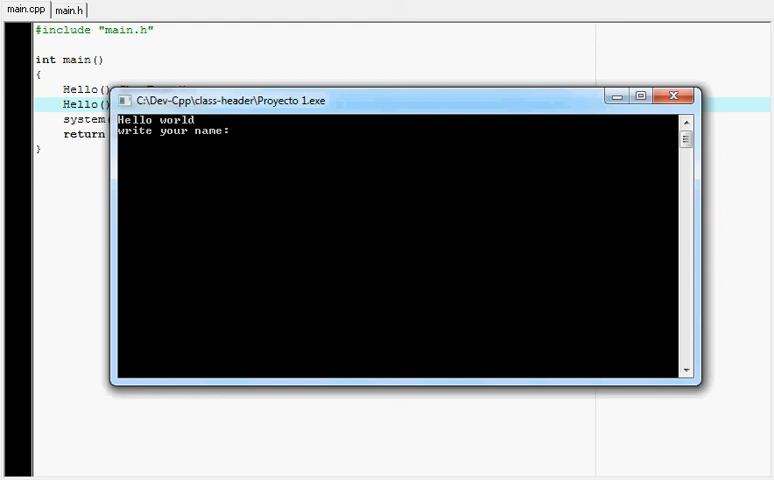 main.cpp main.h
#include "main.h"
int main()
{
Hello()
Hello()
system(
return
}
C:\Dev-Cpp\class-header\Proyecto 1.exe
Hello world
write your name: